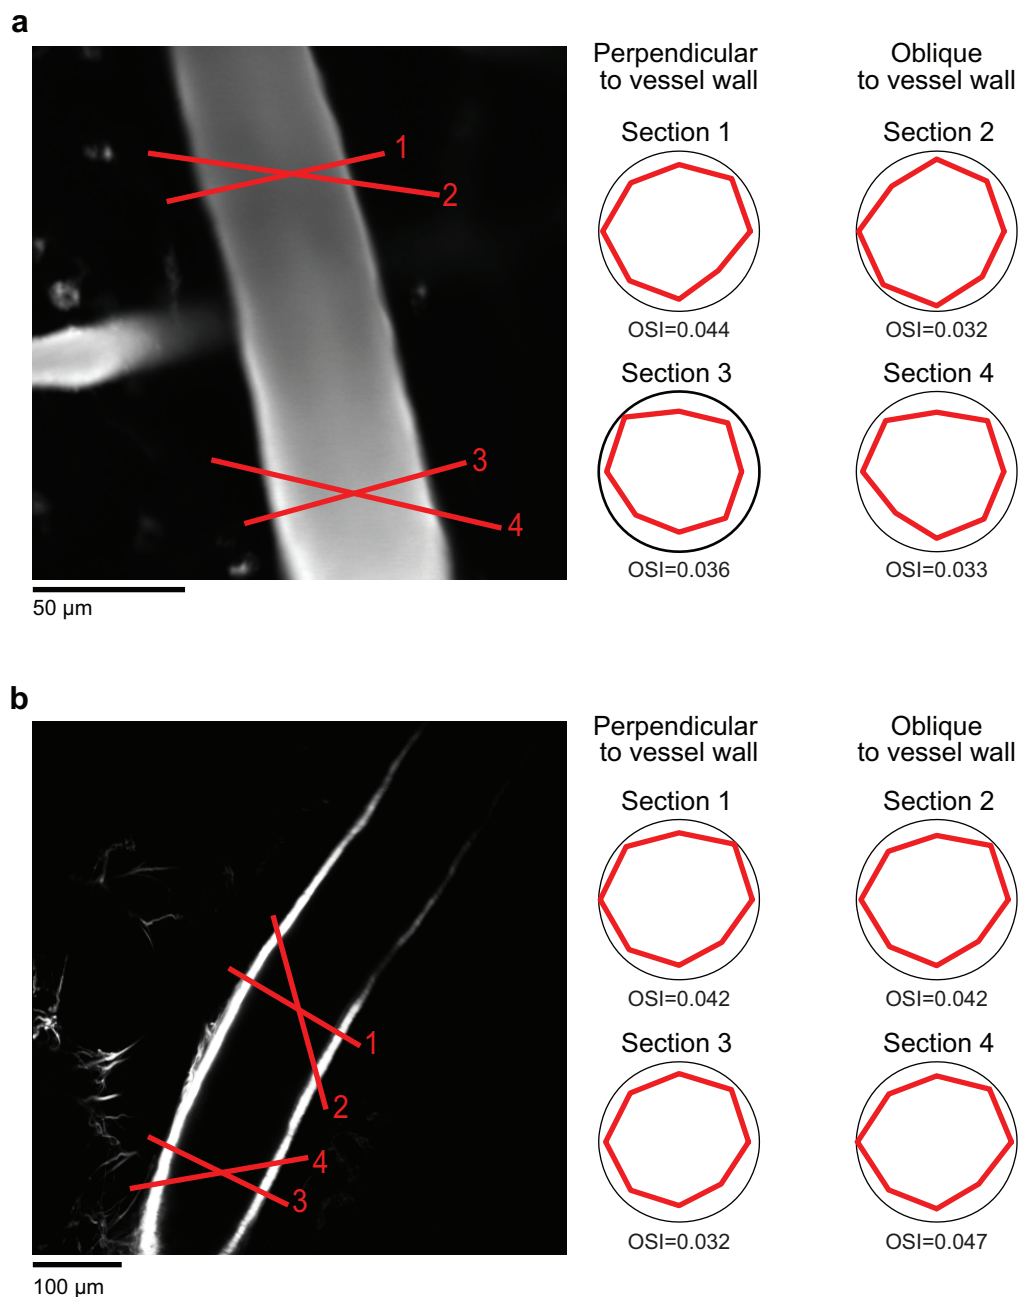 a
Perpendicular
to vessel wall
Oblique
to vessel wall
Section 1
Section 2
1
2
OSI=0.044
OSI=0.032
Section 3
Section 4
3
4
OSI=0.036
OSI=0.033
50 µm
b
Perpendicular
to vessel wall
Oblique
to vessel wall
Section 1
Section 2
OSI=0.042
OSI=0.042
1
2
Section 3
Section 4
4
3
OSI=0.032
OSI=0.047
100 µm